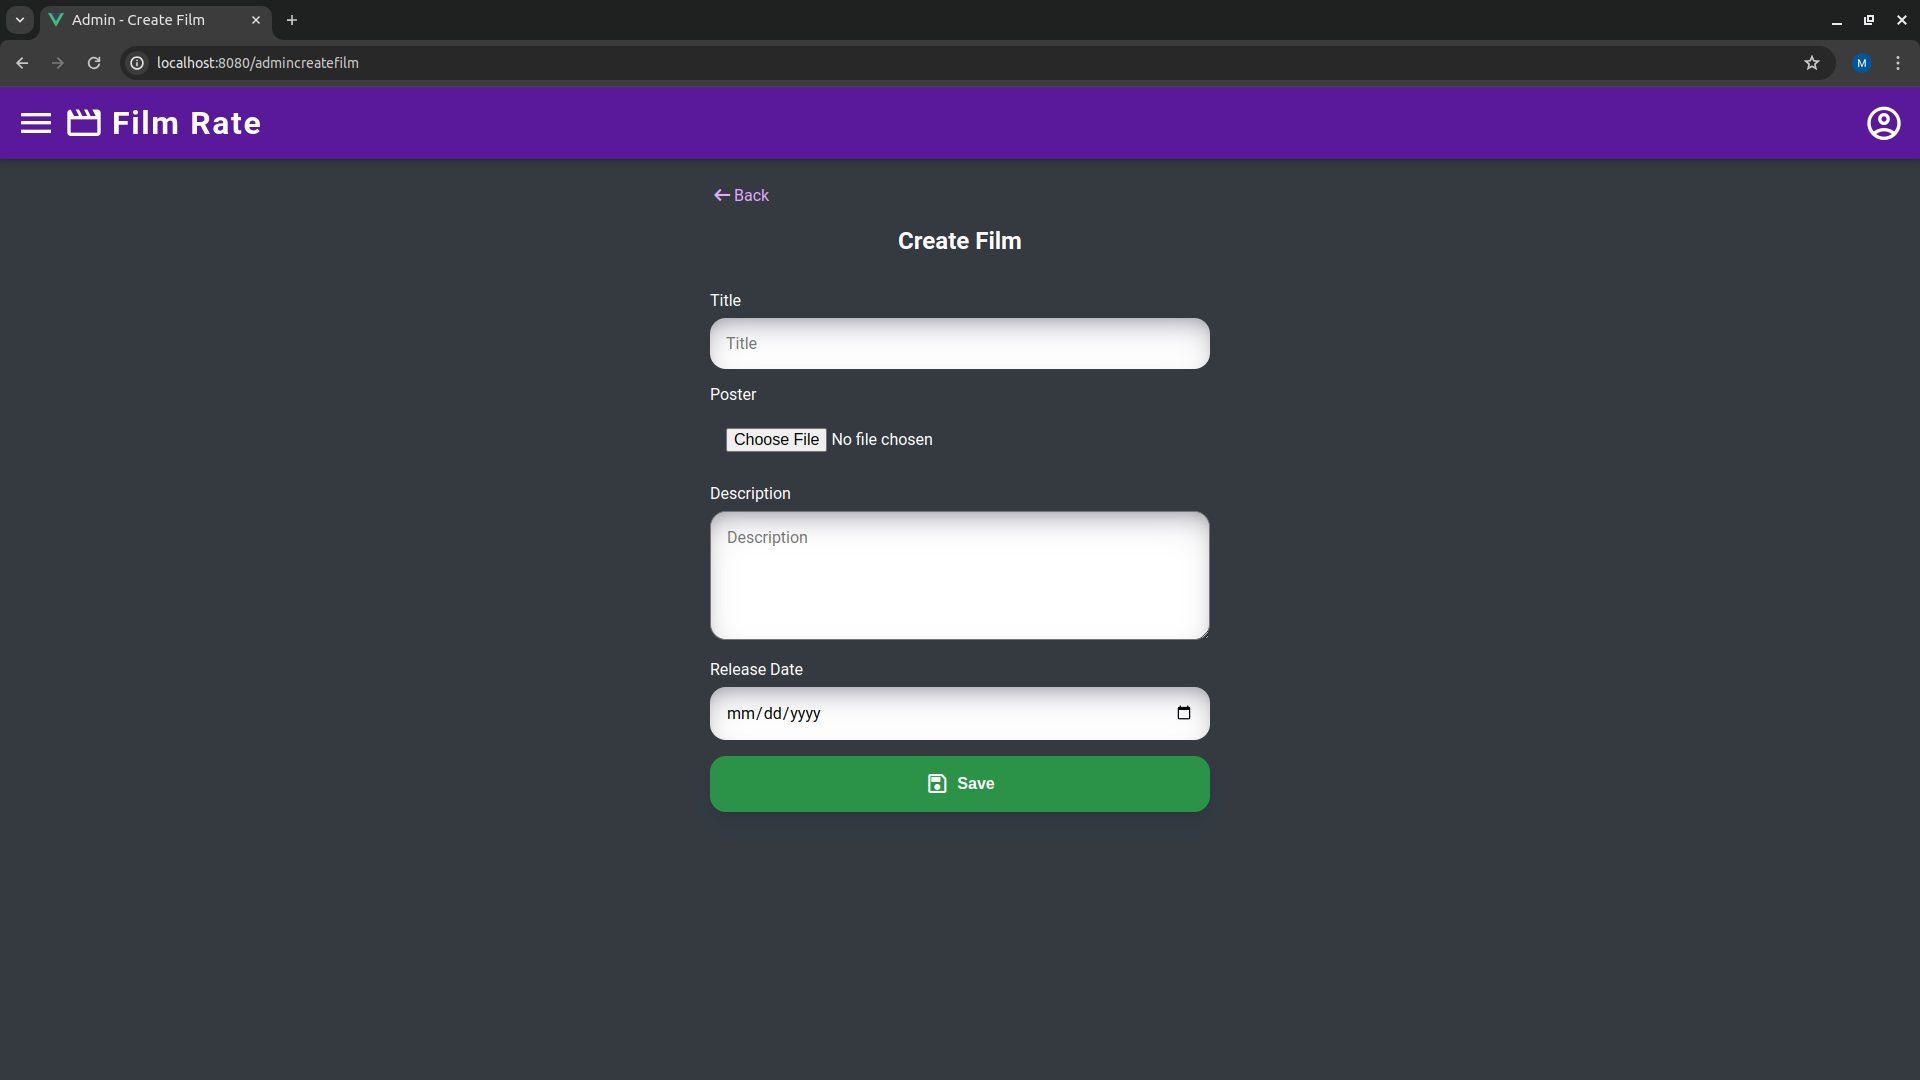 Admin - Create Film
localhost:8080/admincreatefilm
M
Film Rate
Back
Create Film
Title
Title
Poster
Choose File No file chosen
Description
Description
Release Date
mm/dd/yyyy
Save